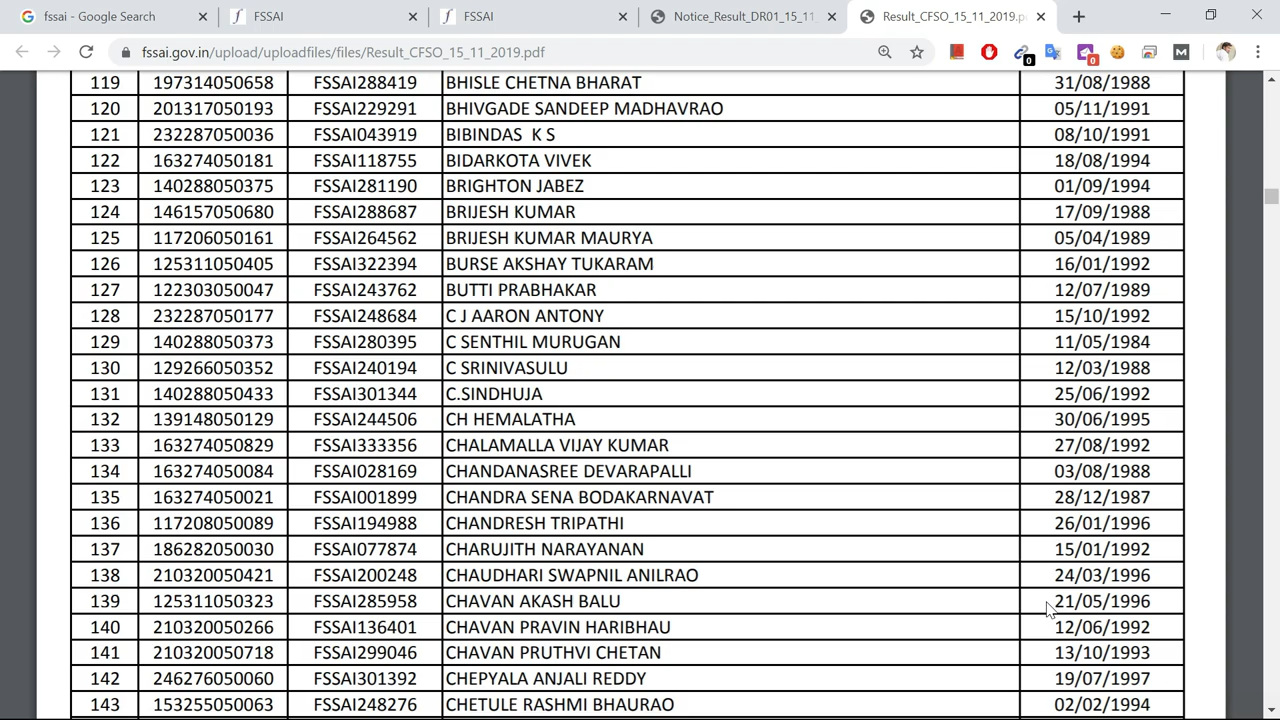 fssai - Google Search
FSSAI
FSSAI
Notice_Result_DR01_15_11
Result_CFSO_15_11_2019.p
fssai.gov.in/upload/uploadfiles/files/Result_CFSO_15_11_2019.pdf
0
0
119 197314050658 FSSAI288419 BHISLE CHETNA BHARAT 31/08/1988
120 201317050193 FSSAI229291 BHIVGADE SANDEEP MADHAVRAO 05/11/1991
121 232287050036 FSSAI043919 BIBINDAS K S 08/10/1991
122 163274050181 FSSAI118755 BIDARKOTA VIVEK 18/08/1994
123 140288050375 FSSAI281190 BRIGHTON JABEZ 01/09/1994
124 146157050680 FSSAI288687 BRIJESH KUMAR 17/09/1988
125 117206050161 FSSAI264562 BRIJESH KUMAR MAURYA 05/04/1989
126 125311050405 FSSAI322394 BURSE AKSHAY TUKARAM 16/01/1992
127 122303050047 FSSAI243762 BUTTI PRABHAKAR 12/07/1989
128 232287050177 FSSAI248684 C J AARON ANTONY 15/10/1992
129 140288050373 FSSAI280395 C SENTHIL MURUGAN 11/05/1984
130 129266050352 FSSAI240194 C SRINIVASULU 12/03/1988
131 140288050433 FSSAI301344 C.SINDHUJA 25/06/1992
132 139148050129 FSSAI244506 CH HEMALATHA 30/06/1995
133 163274050829 FSSAI333356 CHALAMALLA VIJAY KUMAR 27/08/1992
134 163274050084 FSSAI028169 CHANDANASREE DEVARAPALLI 03/08/1988
135 163274050021 FSSAI001899 CHANDRA SENA BODAKARNAVAT 28/12/1987
136 117208050089 FSSAI194988 CHANDRESH TRIPATHI 26/01/1996
137 186282050030 FSSAI077874 CHARUJITH NARAYANAN 15/01/1992
138 210320050421 FSSAI200248 CHAUDHARI SWAPNIL ANILRAO 24/03/1996
139 125311050323 FSSAI285958 CHAVAN AKASH BALU 21/05/1996
140 210320050266 FSSAI136401 CHAVAN PRAVIN HARIBHAU 12/06/1992
141 210320050718 FSSAI299046 CHAVAN PRUTHVI CHETAN 13/10/1993
142 246276050060 FSSAI301392 CHEPYALA ANJALI REDDY 19/07/1997
143 153255050063 FSSAI248276 CHETULE RASHMI BHAURAO 02/02/1994